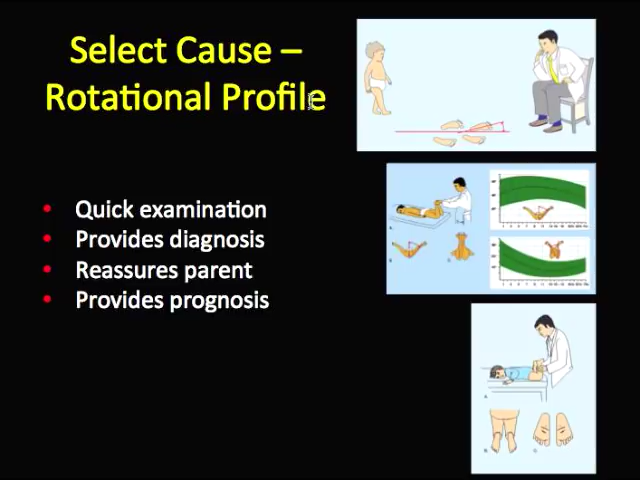 Select Cause –
Rotational Profile
• Quick examination
• Provides diagnosis
• Reassures parent
• Provides prognosis